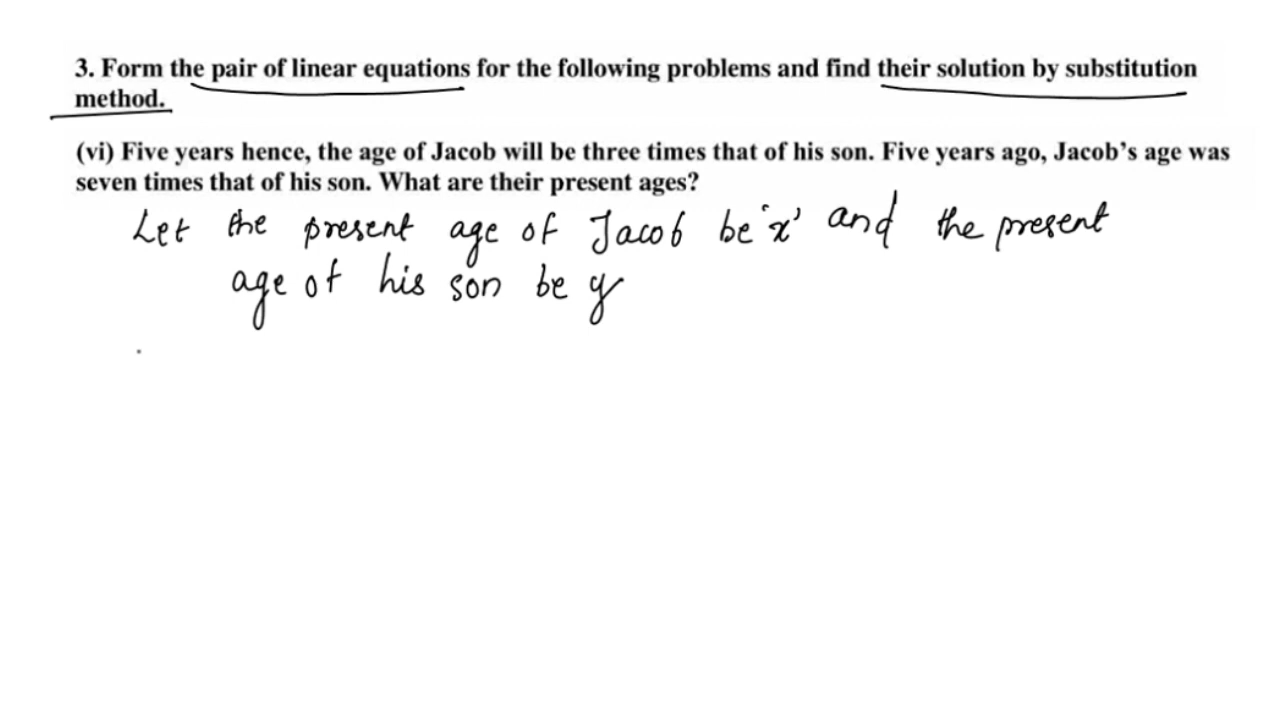 3. Form the pair of linear equations for the following problems and find their solution by substitution
method.
(vi) Five years hence, the age of Jacob will be three times that of his son. Five years ago, Jacob’s age was
seven times that of his son. What are their present ages?
Let the present age of Jacob be ‘x’ and the present
age of his son be y